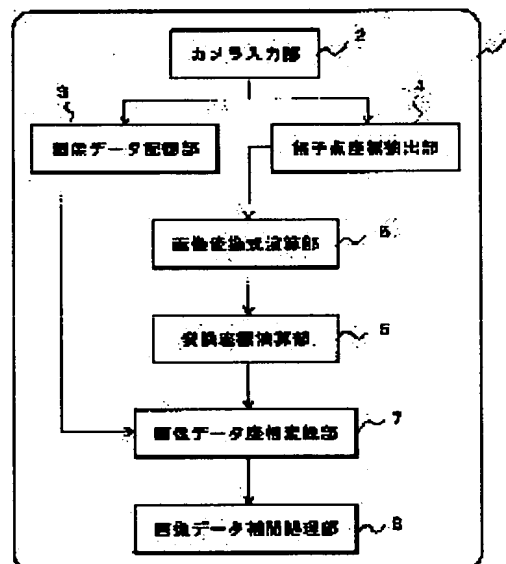 カメラ入力部
2
3
4
画像データ記憶部
格子点座標抽出部
画像変換式演算部
5
変換座標演算部
6
画像データ座標変換部
7
画像データ補間処理部
8